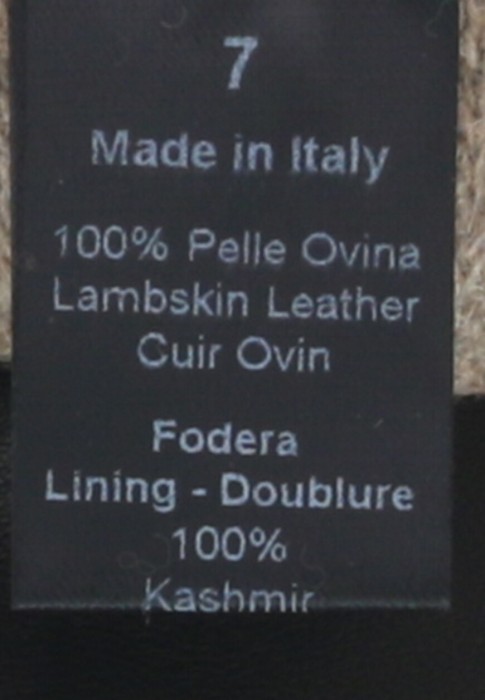 7
Made in Italy
100% Pelle Ovina
Lambskin Leather
Cuir Ovin
Fodera
Lining - Doublure
100%
Kashmir